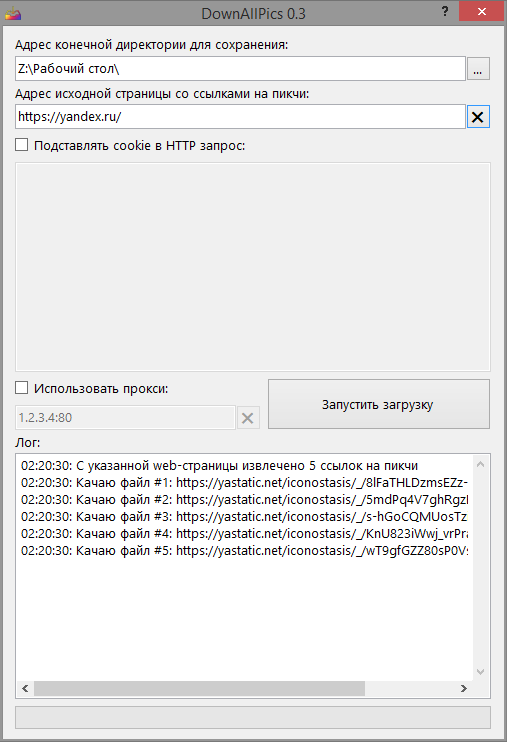 DownAllPics 0.3
?
Адрес конечной директории для сохранения:
Z:\Рабочий стол\
...
Адрес исходной страницы со ссылками на пикчи:
https://yandex.ru/
Подставлять cookie в HTTP запрос:
Использовать прокси:
1.2.3.4:80
Запустить загрузку
Лог:
02:20:30: С указанной web-страницы извлечено 5 ссылок на пикчи
02:20:30: Качаю файл #1: https://yastatic.net/iconostasis/_/8lFaTHLDzmsEZz-
02:20:30: Качаю файл #2: https://yastatic.net/iconostasis/_/5mdPq4V7ghRgzI
02:20:30: Качаю файл #3: https://yastatic.net/iconostasis/_/s-hGoCQMUosTz
02:20:30: Качаю файл #4: https://yastatic.net/iconostasis/_/KnU823iWwj_vrPra
02:20:30: Качаю файл #5: https://yastatic.net/iconostasis/_/wT9gfGZZ80sP0Vs